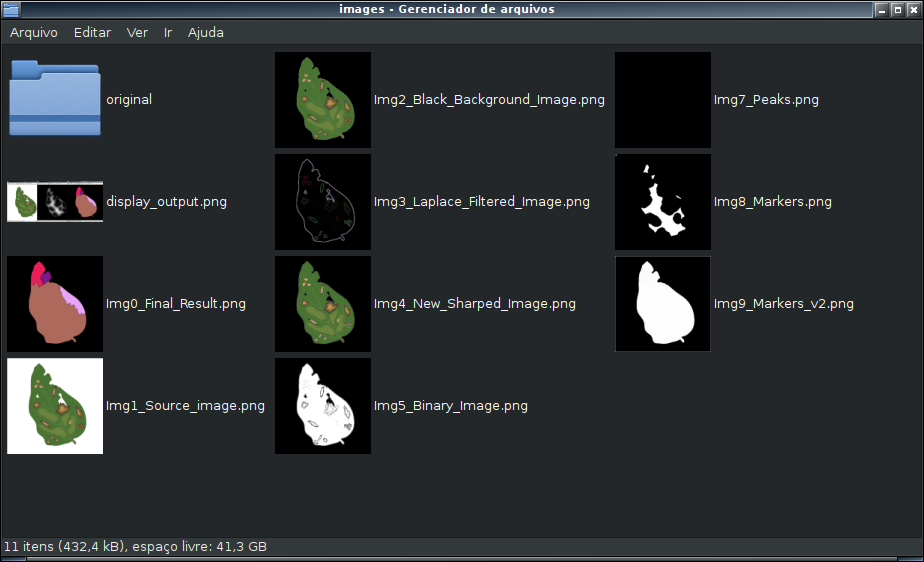 images - Gerenciador de arquivos
Arquivo Editar Ver Ir Ajuda
original
Img2_Black_Background_Image.png
Img7_Peaks.png
display_output.png
Img3_Laplace_Filtered_Image.png
Img8_Markers.png
Img0_Final_Result.png
Img4_New_Sharped_Image.png
Img9_Markers_v2.png
Img1_Source_image.png
Img5_Binary_Image.png
11 itens (432,4 kB), espaço livre: 41,3 GB